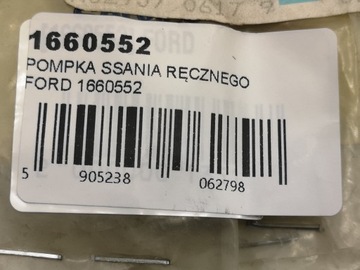 1660552
POMPKA SSANIA RĘCZNEGO
FORD 1660552
5 905238 062798